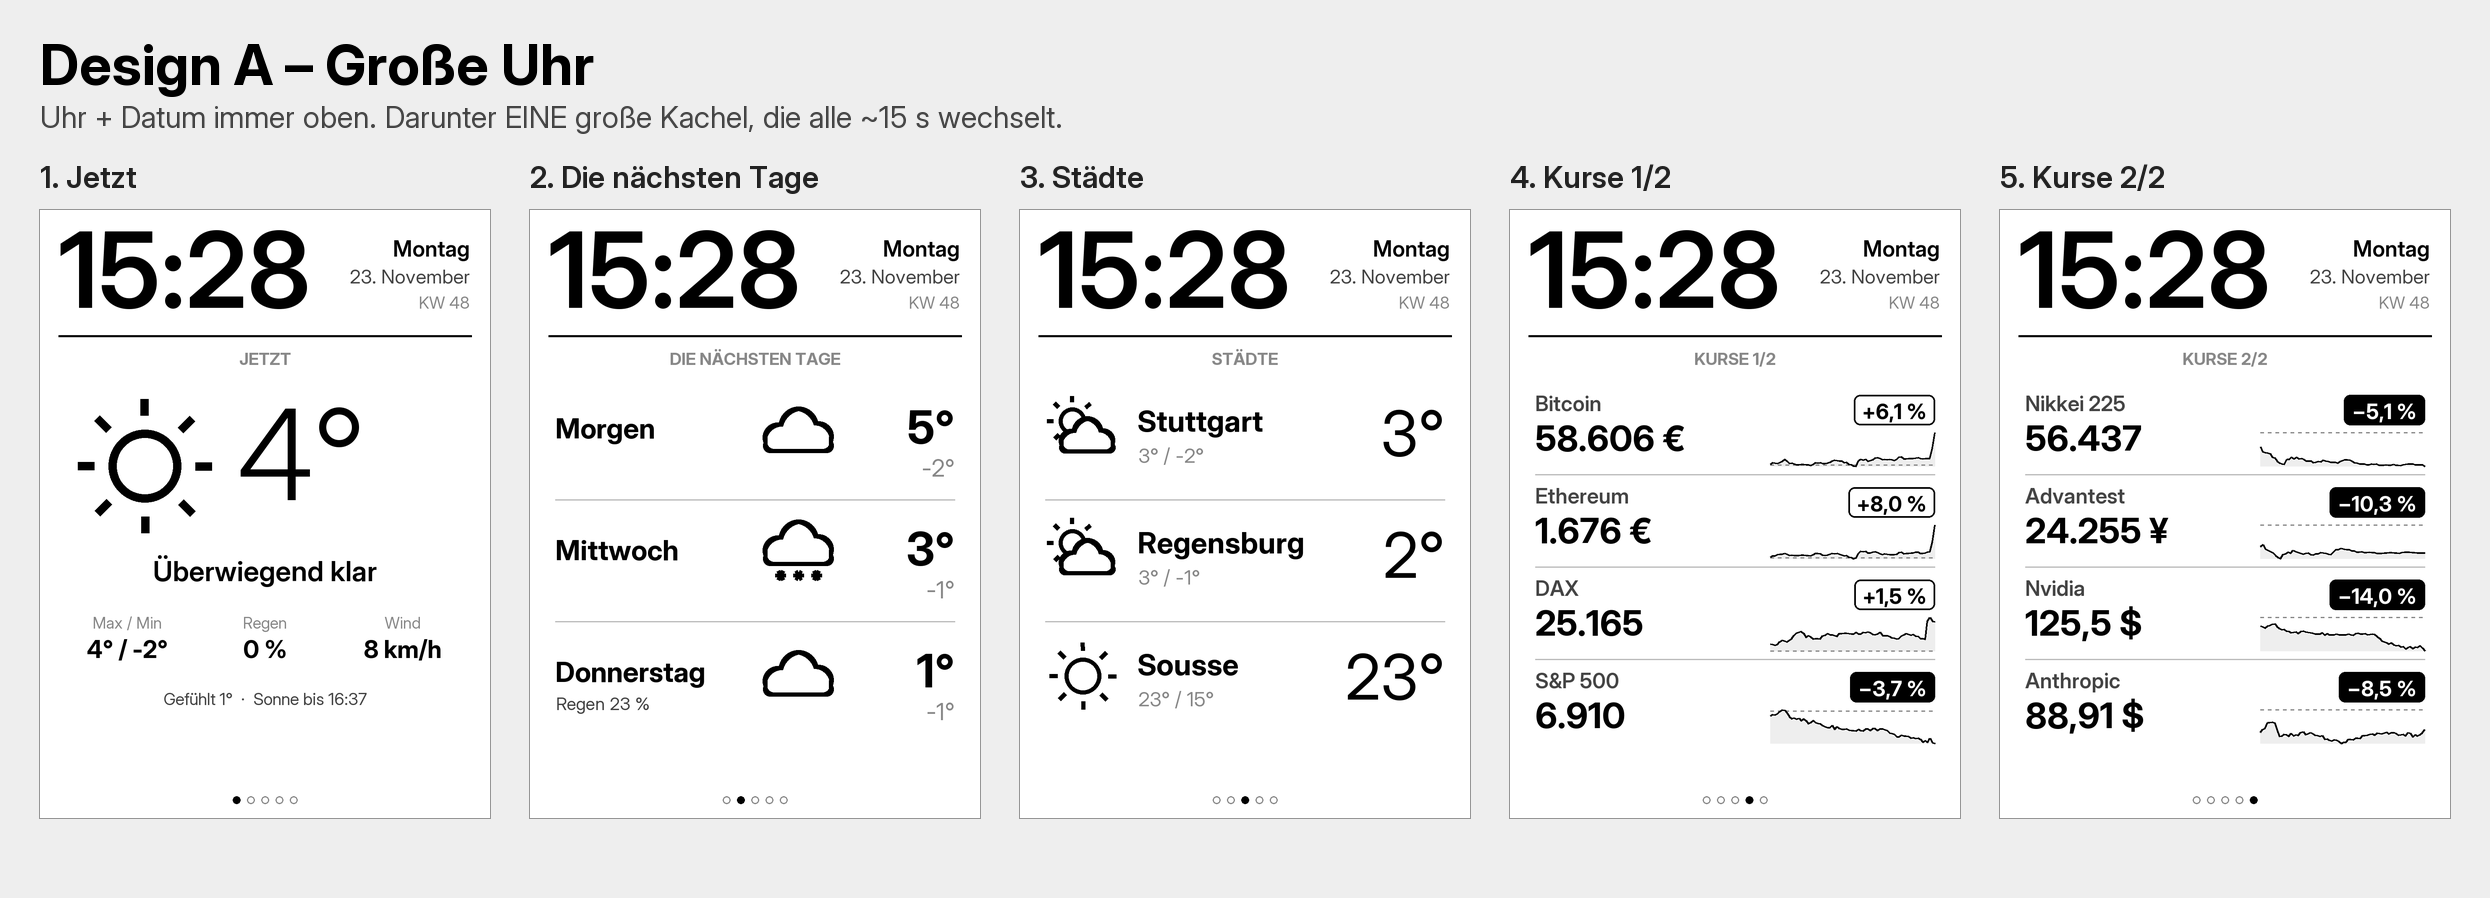 Design A – Große Uhr
Uhr + Datum immer oben. Darunter EINE große Kachel, die alle ~15 s wechselt.
1. Jetzt
15:28
Montag
23. November
KW 48
JETZT
4°
Überwiegend klar
Max / Min Regen Wind
4° / -2° 0 % 8 km/h
Gefühlt 1° · Sonne bis 16:37
2. Die nächsten Tage
15:28
Montag
23. November
KW 48
DIE NÄCHSTEN TAGE
Morgen 5°
-2°
Mittwoch 3°
-1°
Donnerstag 1°
Regen 23 % -1°
3. Städte
15:28
Montag
23. November
KW 48
STÄDTE
Stuttgart 3°
3° / -2°
Regensburg 2°
3° / -1°
Sousse 23°
23° / 15°
4. Kurse 1/2
15:28
Montag
23. November
KW 48
KURSE 1/2
Bitcoin +6,1 %
58.606 €
Ethereum +8,0 %
1.676 €
DAX +1,5 %
25.165
S&P 500 −3,7 %
6.910
5. Kurse 2/2
15:28
Montag
23. November
KW 48
KURSE 2/2
Nikkei 225 −5,1 %
56.437
Advantest −10,3 %
24.255 ¥
Nvidia −14,0 %
125,5 $
Anthropic −8,5 %
88,91 $